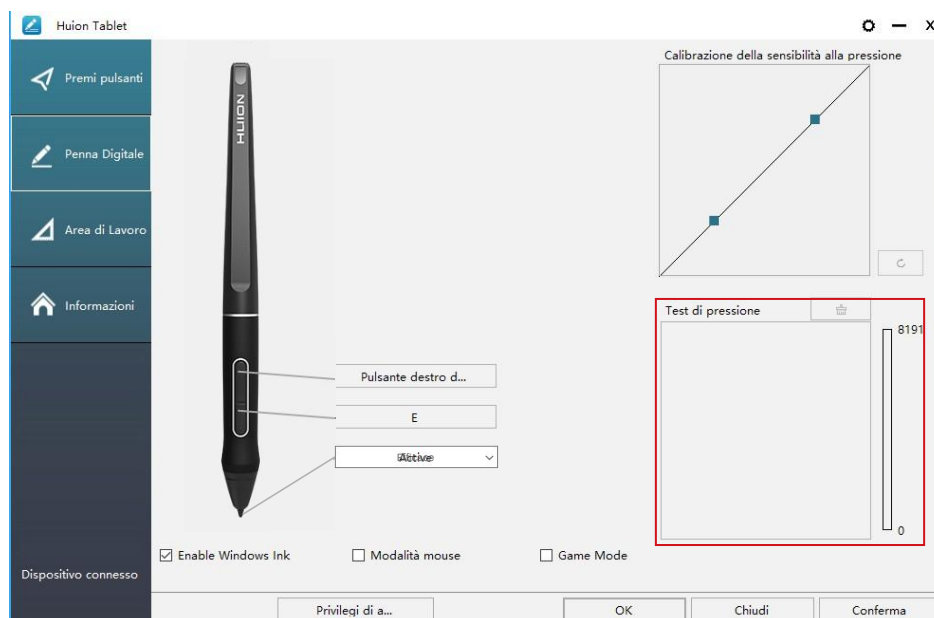 Huion Tablet
Premi pulsanti
Penna Digitale
Area di Lavoro
Informazioni
Dispositivo connesso
HUION
Pulsante destro d...
E
Active
Enable Windows Ink
Modalità mouse
Game Mode
Calibrazione della sensibilità alla pressione
Test di pressione
8191
0
Privilegi di a...
OK
Chiudi
Conferma